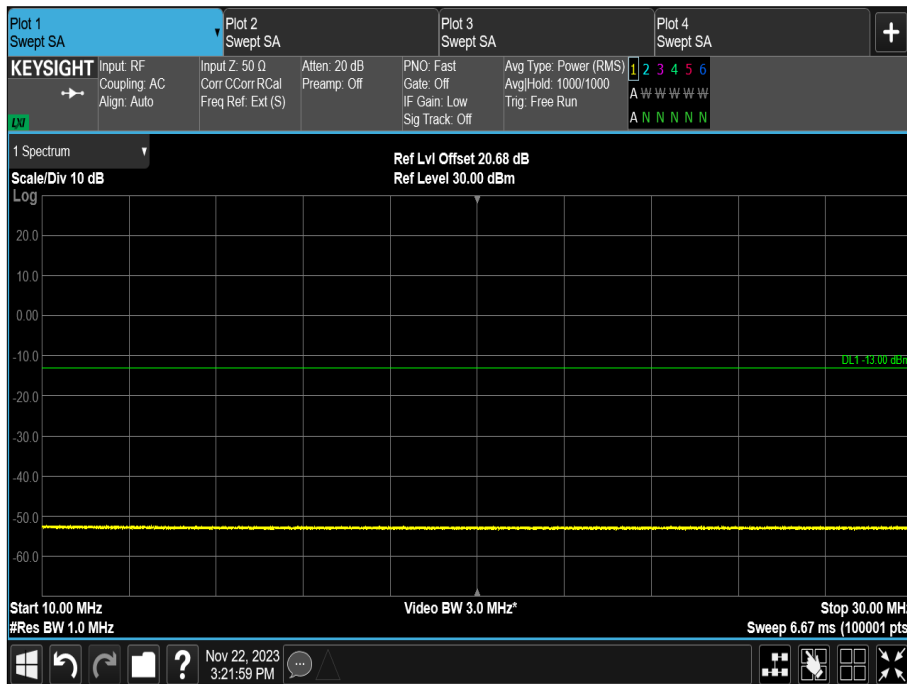 Plot 1
Swept SA
Plot 2
Swept SA
Plot 3
Swept SA
Plot 4
Swept SA
KEYSIGHT
LXI
Input: RF
Coupling: AC
Align: Auto
Input Z: 50 Ω
Corr CCorr RCal
Freq Ref: Ext (S)
Atten: 20 dB
Preamp: Off
PNO: Fast
Gate: Off
IF Gain: Low
Sig Track: Off
Avg Type: Power (RMS)
Avg|Hold: 1000/1000
Trig: Free Run
1 2 3 4 5 6
A W W W W W
A N N N N N
1 Spectrum
Scale/Div 10 dB
Ref Lvl Offset 20.68 dB
Ref Level 30.00 dBm
Log
20.0
10.0
0.00
-10.0
DL1 -13.00 dBm
-20.0
-30.0
-40.0
-50.0
-60.0
Start 10.00 MHz
#Res BW 1.0 MHz
Video BW 3.0 MHz*
Stop 30.00 MHz
Sweep 6.67 ms (100001 pts
?
Nov 22, 2023
3:21:59 PM